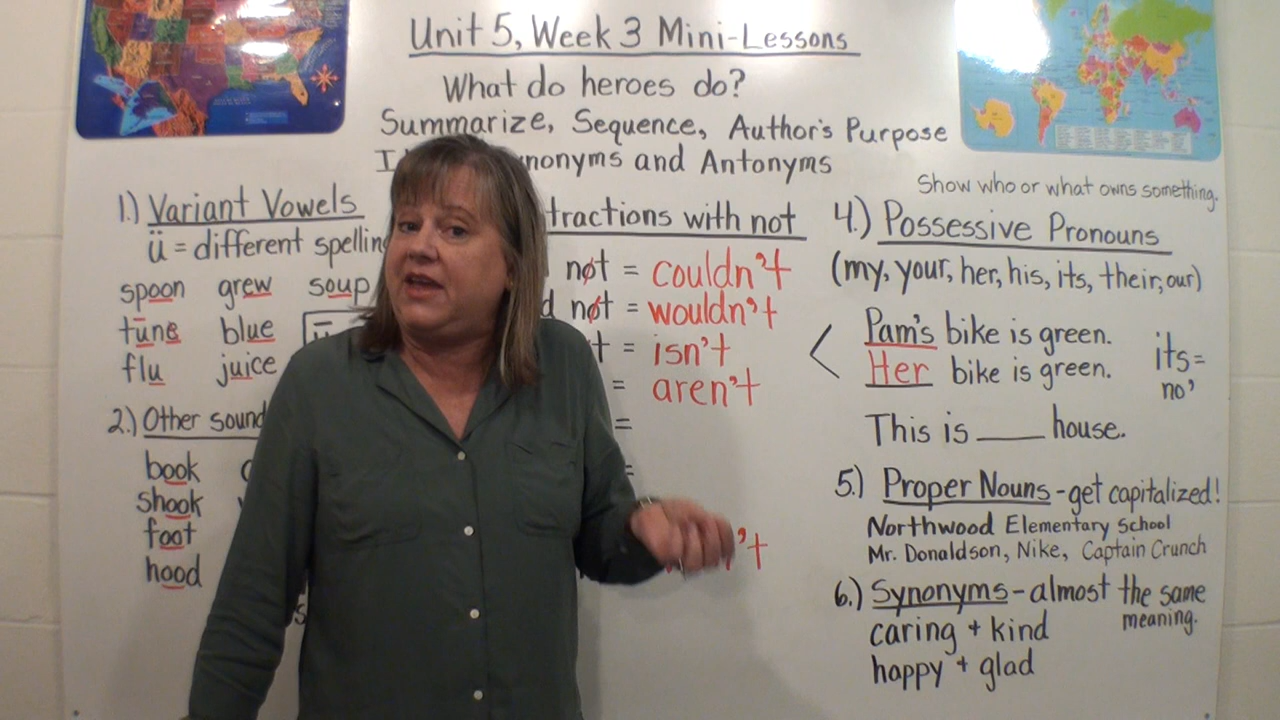 Unit 5, Week 3 Mini-Lessons
What do heroes do?
Summarize, Sequence, Author's Purpose
and Antonyms
1.) Variant Vowels
ü = different
spoon grew soup
tune blue
flu juice
2.) Other
book
shook
foot
hood
with not
not = couldn't
not = wouldn't
= isn't
= aren't
=
=
Show who or what owns something.
4.) Possessive Pronouns
(my, your, her, his, its, their, our)
< Pam's bike is green.
Her bike is green.
its =
no '
This is ____ house.
5.) Proper Nouns - get capitalized!
Northwood Elementary School
Mr. Donaldson, Nike, Captain Crunch
6.) Synonyms - almost the same
meaning.
caring + kind
happy + glad